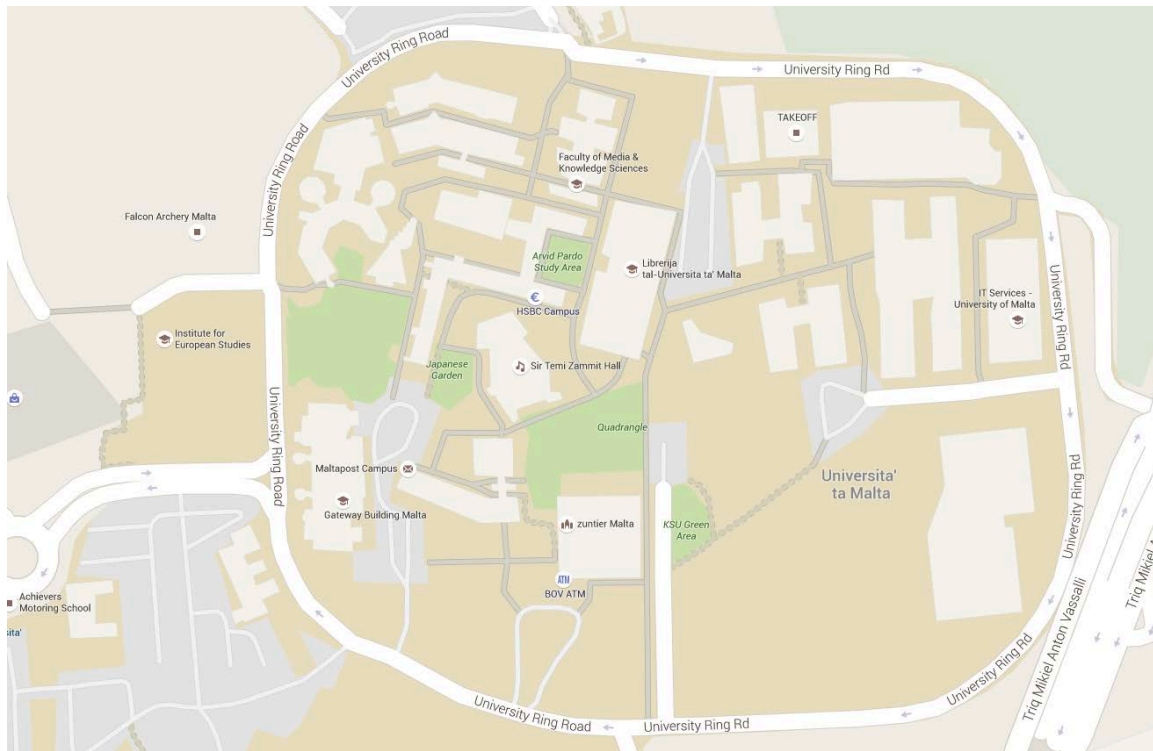 University Ring Road
University Ring Rd
TAKEOFF
Faculty of Media &
Knowledge Sciences
University Ring Road
Falcon Archery Malta
Arvid Pardo
Study Area
Librerija
tal-Universita ta' Malta
IT Services -
University of Malta
University Ring Rd
€
HSBC Campus
Institute for
European Studies
Japanese
Garden
Sir Temi Zammit Hall
University Ring Road
Quadrangle
Maltapost Campus
Universita'
ta Malta
Gateway Building Malta
zuntier Malta
KSU Green
Area
University Ring Rd
ATM
BOV ATM
Achievers
Motoring School
sita'
Triq Mikiel Anton Vassalli
Triq Mikiel A
University Ring Rd
University Ring Road
University Ring Rd